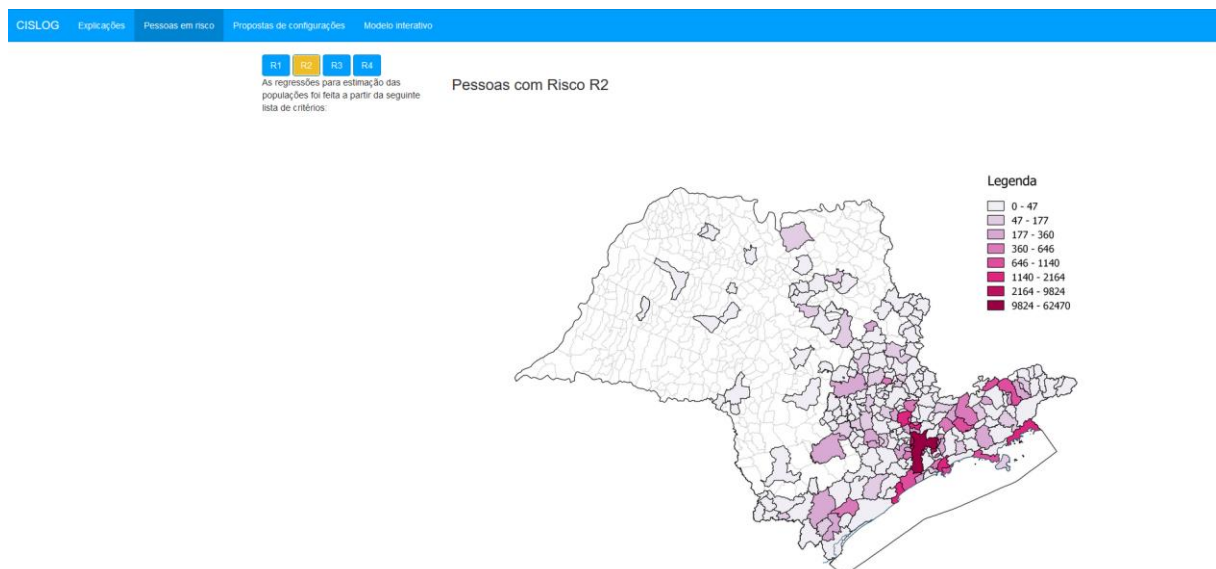 CISLOG Explicações Pessoas em risco Propostas de configurações Modelo interativo
R1 R2 R3 R4
As regressões para estimação das
populações foi feita a partir da seguinte
lista de critérios:
Pessoas com Risco R2
Legenda
0 - 47
47 - 177
177 - 360
360 - 646
646 - 1140
1140 - 2164
2164 - 9824
9824 - 62470